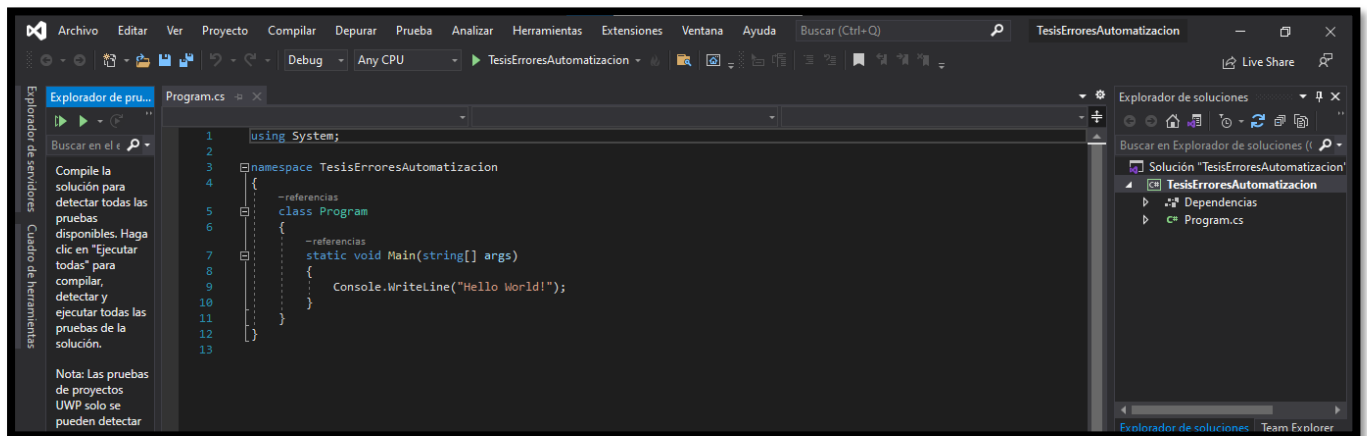 Archivo Editar Ver Proyecto Compilar Depurar Prueba Analizar Herramientas Extensiones Ventana Ayuda Buscar (Ctrl+Q) TesisErroresAutomatizacion
Debug Any CPU TesisErroresAutomatizacion Live Share
Explorador de servidores
Cuadro de herramientas
Explorador de pru...
Buscar en el e
Compile la
solución para
detectar todas las
pruebas
disponibles. Haga
clic en "Ejecutar
todas" para
compilar,
detectar y
ejecutar todas las
pruebas de la
solución.
Nota: Las pruebas
de proyectos
UWP solo se
pueden detectar
Program.cs
1 using System;
2
3 namespace TesisErroresAutomatizacion
4 {
–referencias
5 class Program
6 {
–referencias
7 static void Main(string[] args)
8 {
9 Console.WriteLine("Hello World!");
10 }
11 }
12 }
13
Explorador de soluciones
Buscar en Explorador de soluciones (
Solución "TesisErroresAutomatizacion"
C# TesisErroresAutomatizacion
Dependencias
C# Program.cs
Explorador de soluciones Team Explorer